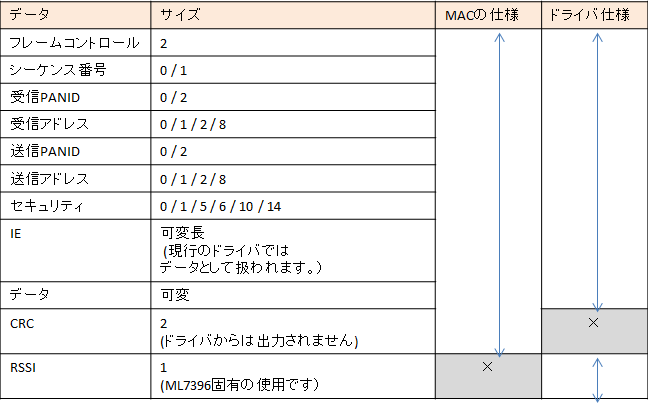 データ サイズ MACの仕様 ドライバ仕様
フレームコントロール 2
シーケンス番号 0 / 1
受信PANID 0 / 2
受信アドレス 0 / 1 / 2 / 8
送信PANID 0 / 2
送信アドレス 0 / 1 / 2 / 8
セキュリティ 0 / 1 / 5 / 6 / 10 / 14
IE 可変長
(現行のドライバでは
データとして扱われます。)
データ 可変
CRC 2 ×
(ドライバからは出力されません)
RSSI 1 ×
(ML7396固有の使用です)